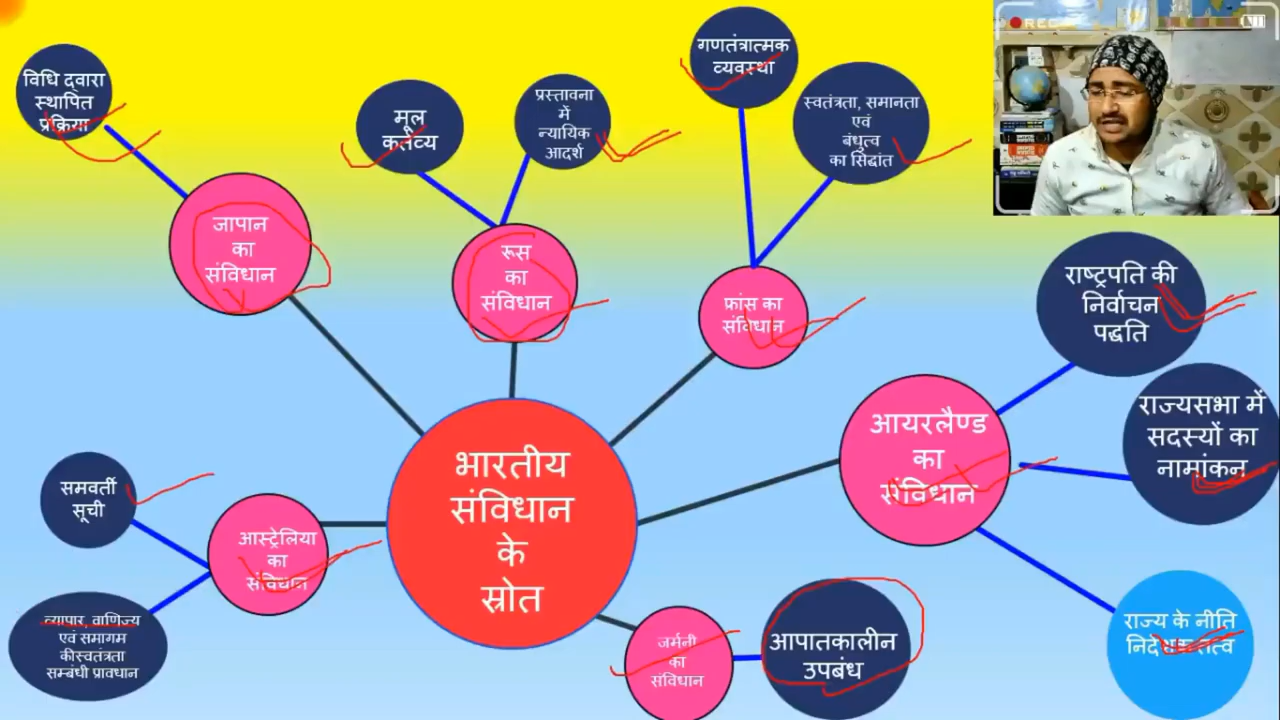 REC
विधि द्वारा
स्थापित
प्रक्रिया
जापान
का
संविधान
मूल
कर्तव्य
प्रस्तावना
में
न्यायिक
आदर्श
रूस
का
संविधान
गणतंत्रात्मक
व्यवस्था
स्वतंत्रता, समानता
एवं
बंधुत्व
का सिद्धांत
फ्रांस का
संविधान
राष्ट्रपति की
निर्वाचन
पद्धति
राज्यसभा में
सदस्यों का
नामांकन
आयरलैण्ड
का
संविधान
राज्य के नीति
निदेशक तत्व
भारतीय
संविधान
के
स्रोत
समवर्ती
सूची
आस्ट्रेलिया
का
संविधान
व्यापार, वाणिज्य
एवं समागम
कीस्वतंत्रता
सम्बंधी प्रावधान
जर्मनी
का
संविधान
आपातकालीन
उपबंध